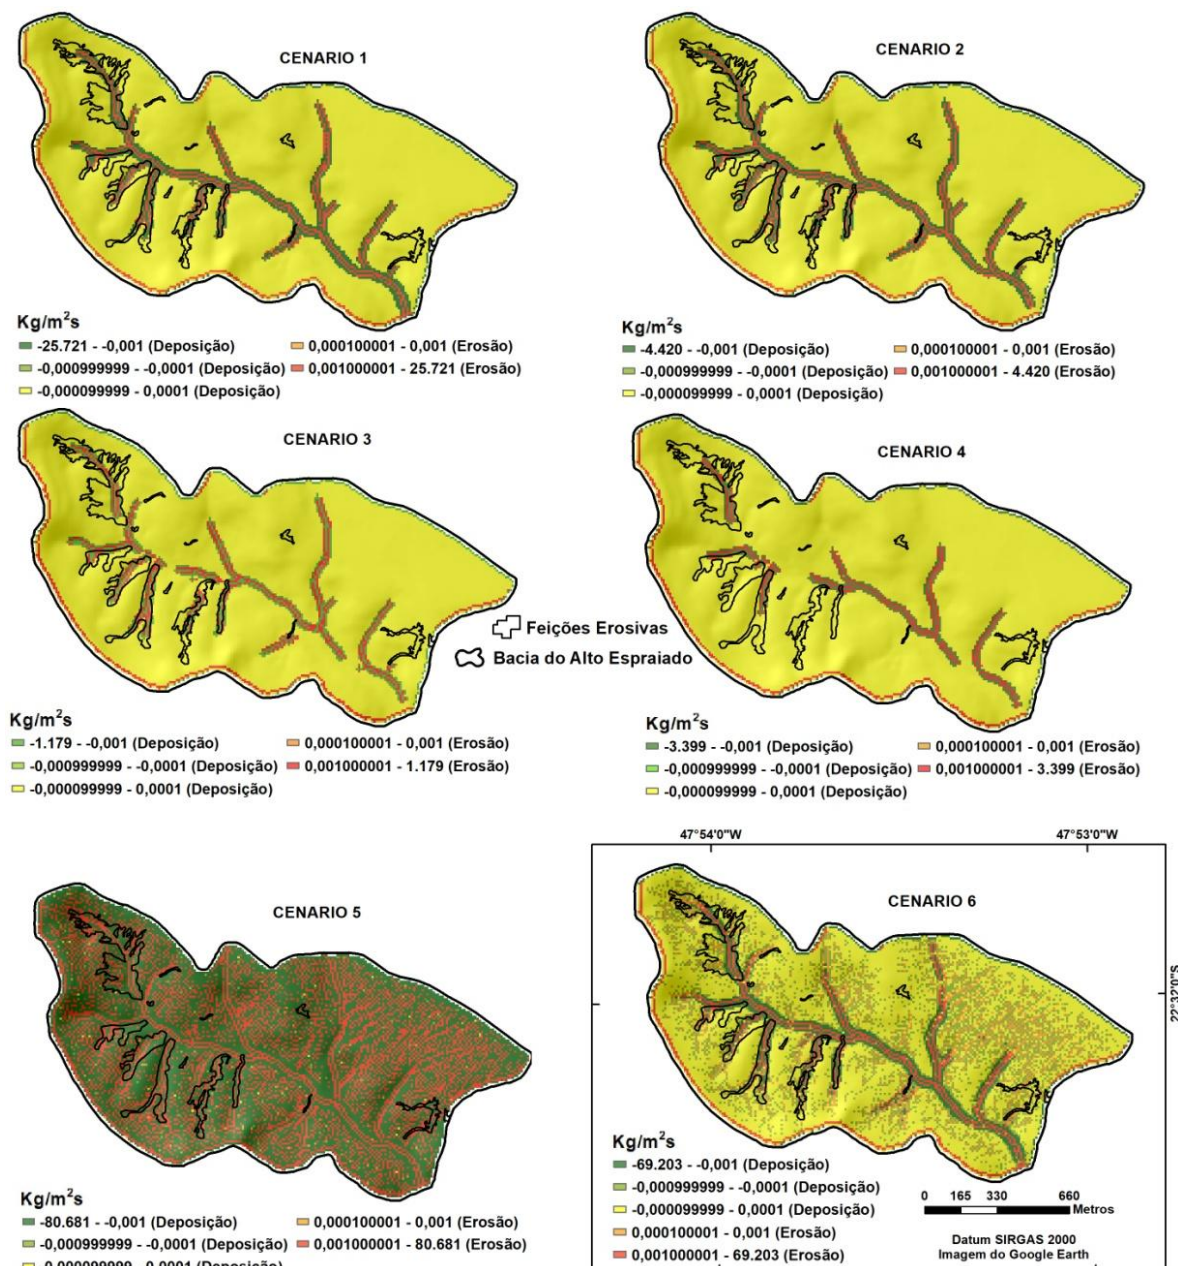 CENARIO 1
Kg/m²s
-25.721 - -0,001 (Deposição)
-0,000999999 - -0,0001 (Deposição)
-0,000099999 - 0,0001 (Deposição)
0,000100001 - 0,001 (Erosão)
0,001000001 - 25.721 (Erosão)
CENARIO 2
Kg/m²s
-4.420 - -0,001 (Deposição)
-0,000999999 - -0,0001 (Deposição)
-0,000099999 - 0,0001 (Deposição)
0,000100001 - 0,001 (Erosão)
0,001000001 - 4.420 (Erosão)
CENARIO 3
Kg/m²s
-1.179 - -0,001 (Deposição)
-0,000999999 - -0,0001 (Deposição)
-0,000099999 - 0,0001 (Deposição)
0,000100001 - 0,001 (Erosão)
0,001000001 - 1.179 (Erosão)
Feições Erosivas
Bacia do Alto Espraiado
CENARIO 4
Kg/m²s
-3.399 - -0,001 (Deposição)
-0,000999999 - -0,0001 (Deposição)
-0,000099999 - 0,0001 (Deposição)
0,000100001 - 0,001 (Erosão)
0,001000001 - 3.399 (Erosão)
CENARIO 5
Kg/m²s
-80.681 - -0,001 (Deposição)
-0,000999999 - -0,0001 (Deposição)
-0,000099999 - 0,0001 (Deposição)
0,000100001 - 0,001 (Erosão)
0,001000001 - 80.681 (Erosão)
47°54'0"W
47°53'0"W
CENARIO 6
22°32'0"S
Kg/m²s
-69.203 - -0,001 (Deposição)
-0,000999999 - -0,0001 (Deposição)
-0,000099999 - 0,0001 (Deposição)
0,000100001 - 0,001 (Erosão)
0,001000001 - 69.203 (Erosão)
0 165 330 660
Metros
Datum SIRGAS 2000
Imagem do Google Earth